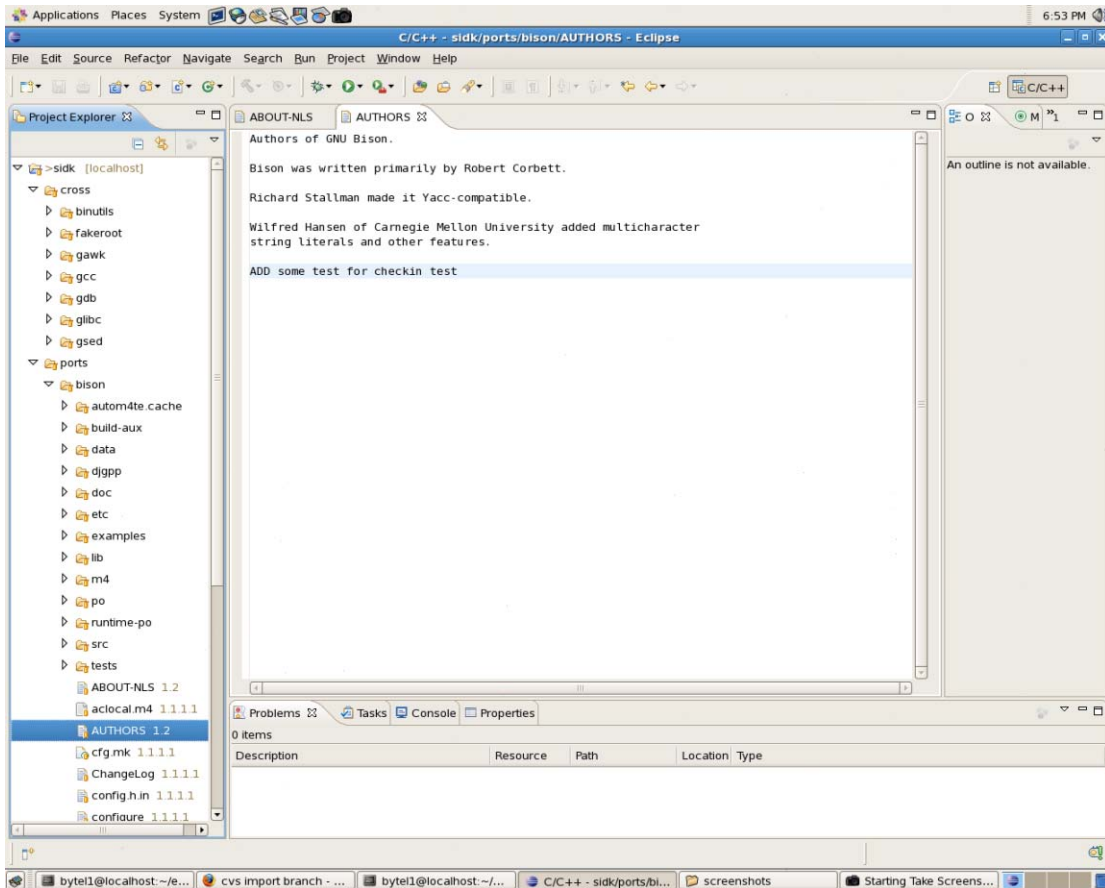 Applications Places System
6:53 PM
C/C++ - sidk/ports/bison/AUTHORS - Eclipse
File Edit Source Refactor Navigate Search Run Project Window Help
C/C++
Project Explorer
>sidk [localhost]
cross
binutils
fakeroot
gawk
gcc
gdb
glibc
gsed
ports
bison
autom4te.cache
build-aux
data
djgpp
doc
etc
examples
lib
m4
po
runtime-po
src
tests
ABOUT-NLS 1.2
aclocal.m4 1.1.1.1
AUTHORS 1.2
cfg.mk 1.1.1.1
ChangeLog 1.1.1.1
config.h.in 1.1.1.1
configure 1.1.1.1
ABOUT-NLS AUTHORS
Authors of GNU Bison.
Bison was written primarily by Robert Corbett.
Richard Stallman made it Yacc-compatible.
Wilfred Hansen of Carnegie Mellon University added multicharacter
string literals and other features.
ADD some test for checkin test
O M »1
An outline is not available.
Problems Tasks Console Properties
0 items
Description Resource Path Location Type
bytel1@localhost:~/e... cvs import branch - ... bytel1@localhost:~/... C/C++ - sidk/ports/bi... screenshots Starting Take Screens...